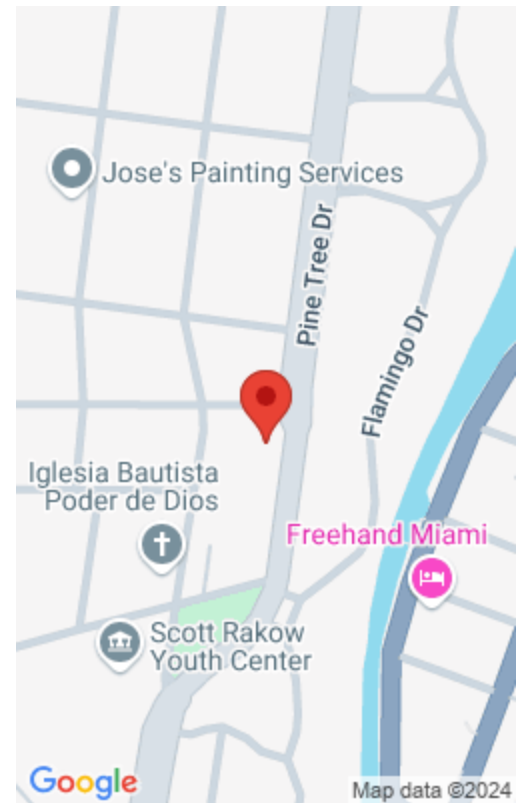 Jose's Painting Services
Pine Tree Dr
Flamingo Dr
Iglesia Bautista
Poder de Dios
Freehand Miami
Scott Rakow
Youth Center
Google
Map data ©2024